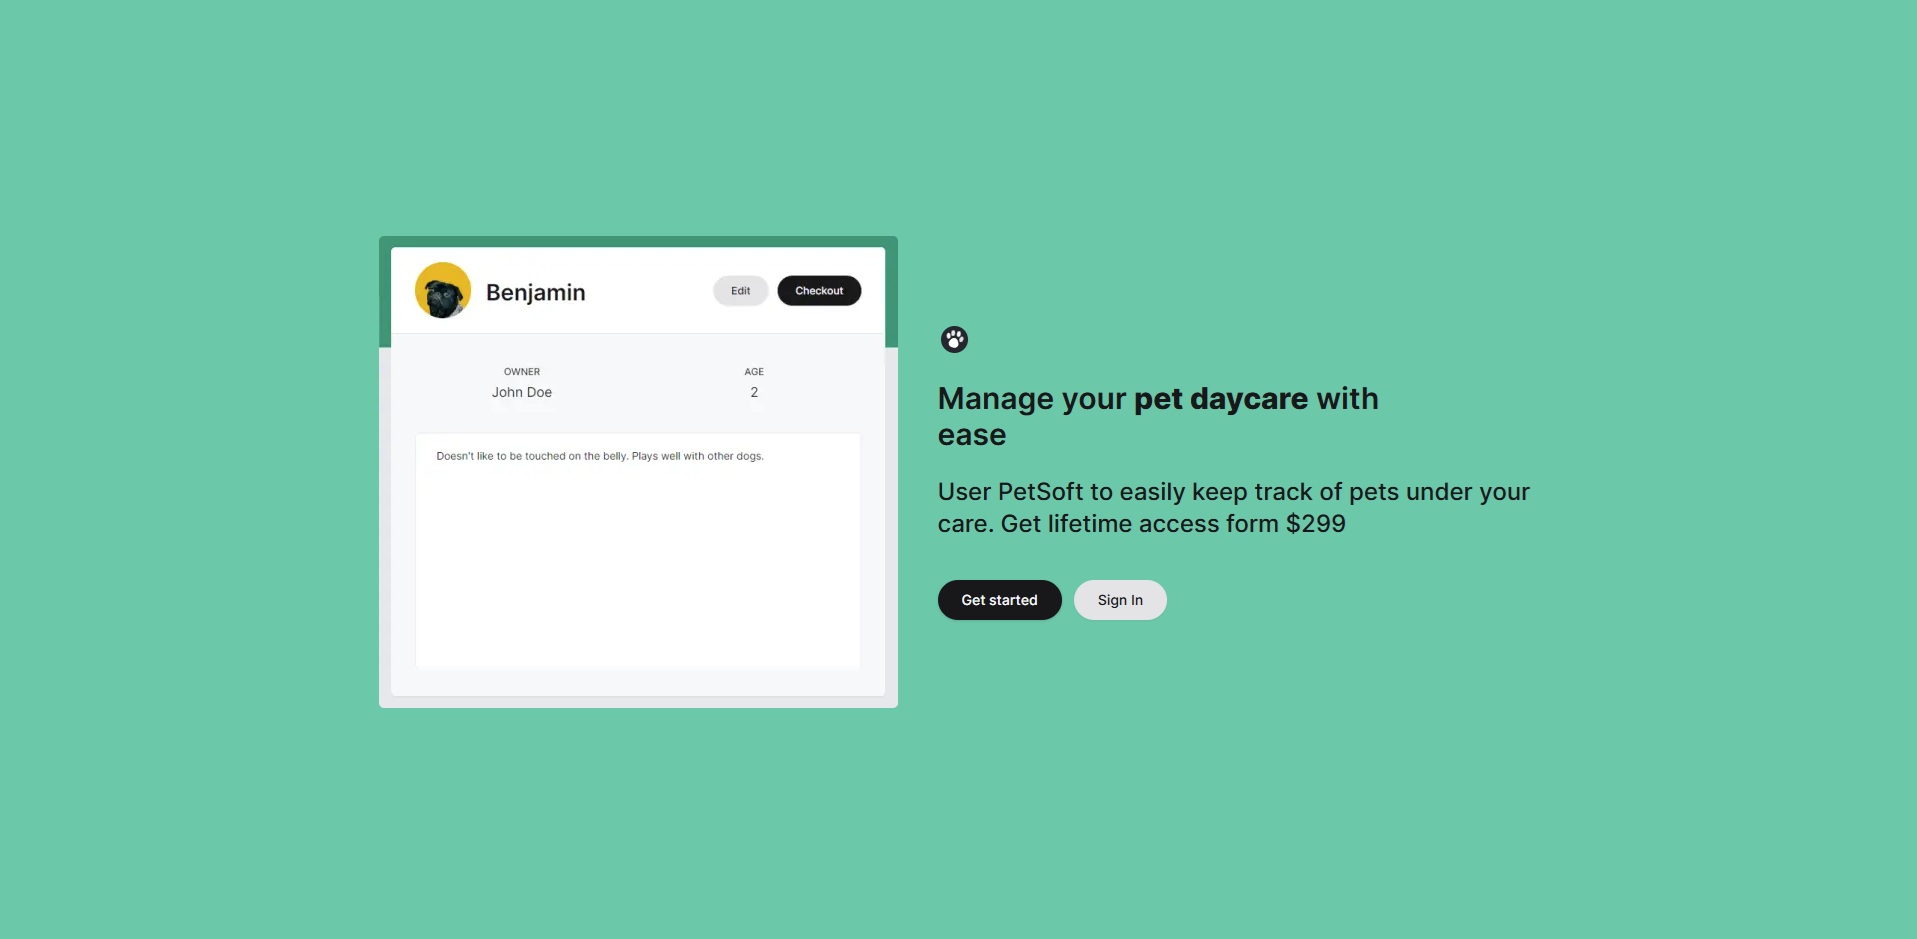 Benjamin
Edit
Checkout
OWNER
John Doe
AGE
2
Doesn't like to be touched on the belly. Plays well with other dogs.
Manage your pet daycare with
ease
User PetSoft to easily keep track of pets under your
care. Get lifetime access form $299
Get started
Sign In